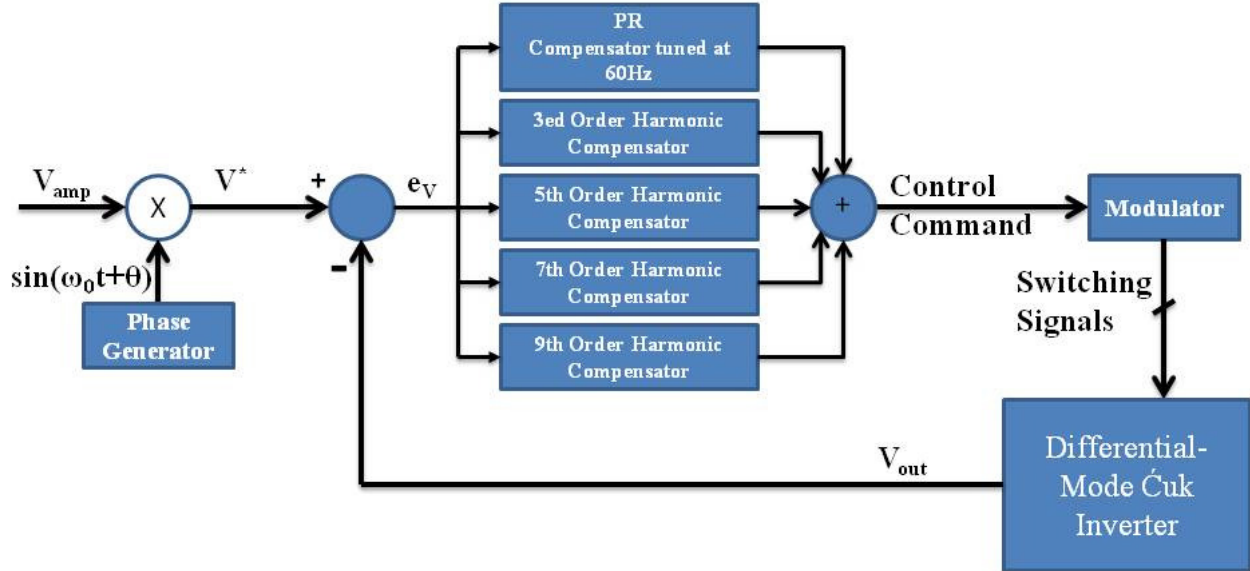 PR
Compensator tuned at
60Hz
3ed Order Harmonic
Compensator
V_amp
V*
+
e_V
5th Order Harmonic
Compensator
+
Control
Command
Modulator
X
-
sin(ω₀t+θ)
7th Order Harmonic
Compensator
Switching
Signals
Phase
Generator
9th Order Harmonic
Compensator
V_out
Differential-
Mode Ćuk
Inverter